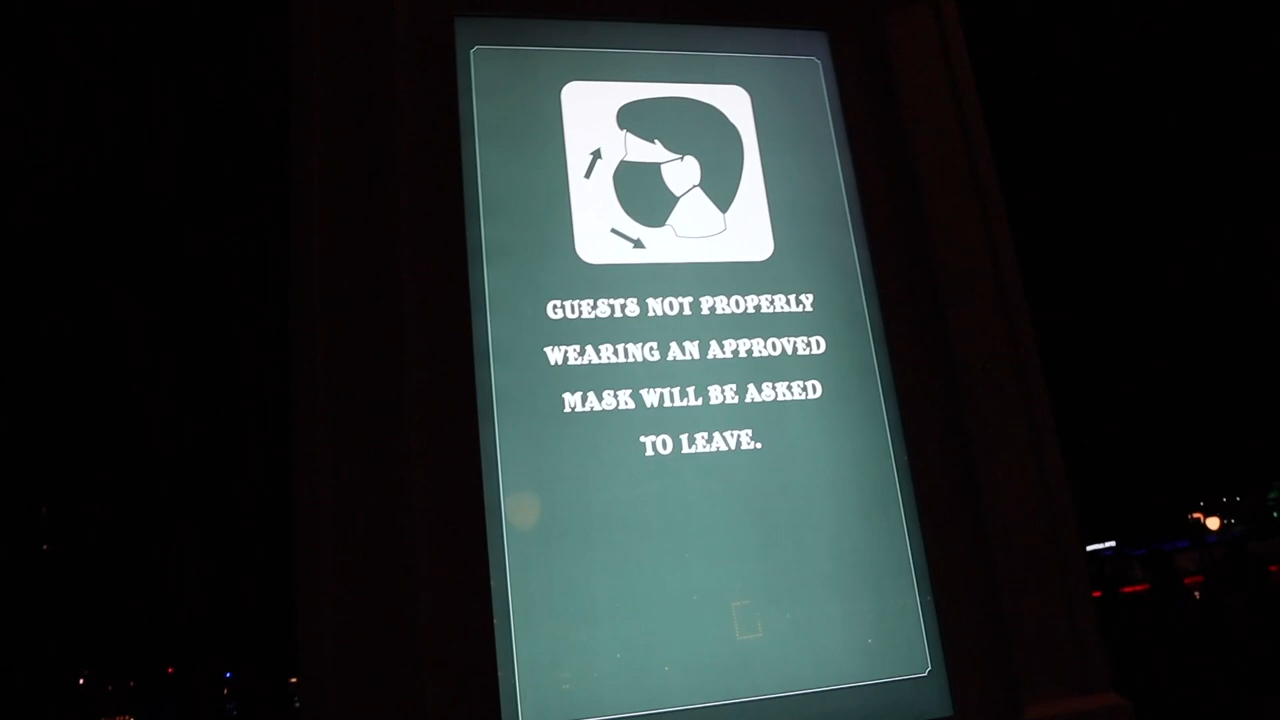 GUESTS NOT PROPERLY
WEARING AN APPROVED
MASK WILL BE ASKED
TO LEAVE.